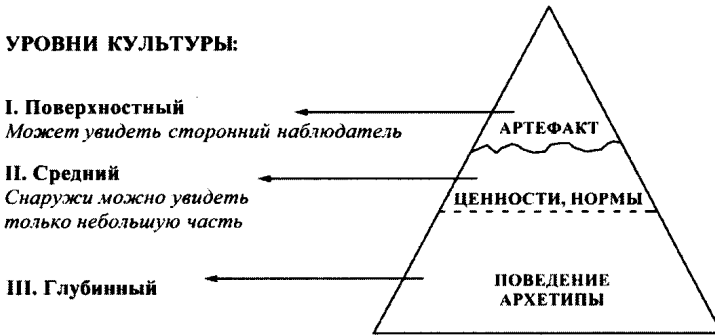 УРОВНИ КУЛЬТУРЫ:
I. Поверхностный
Может увидеть сторонний наблюдатель
АРТЕФАКТ
II. Средний
Снаружи можно увидеть
только небольшую часть
ЦЕННОСТИ, НОРМЫ
III. Глубинный
ПОВЕДЕНИЕ
АРХЕТИПЫ